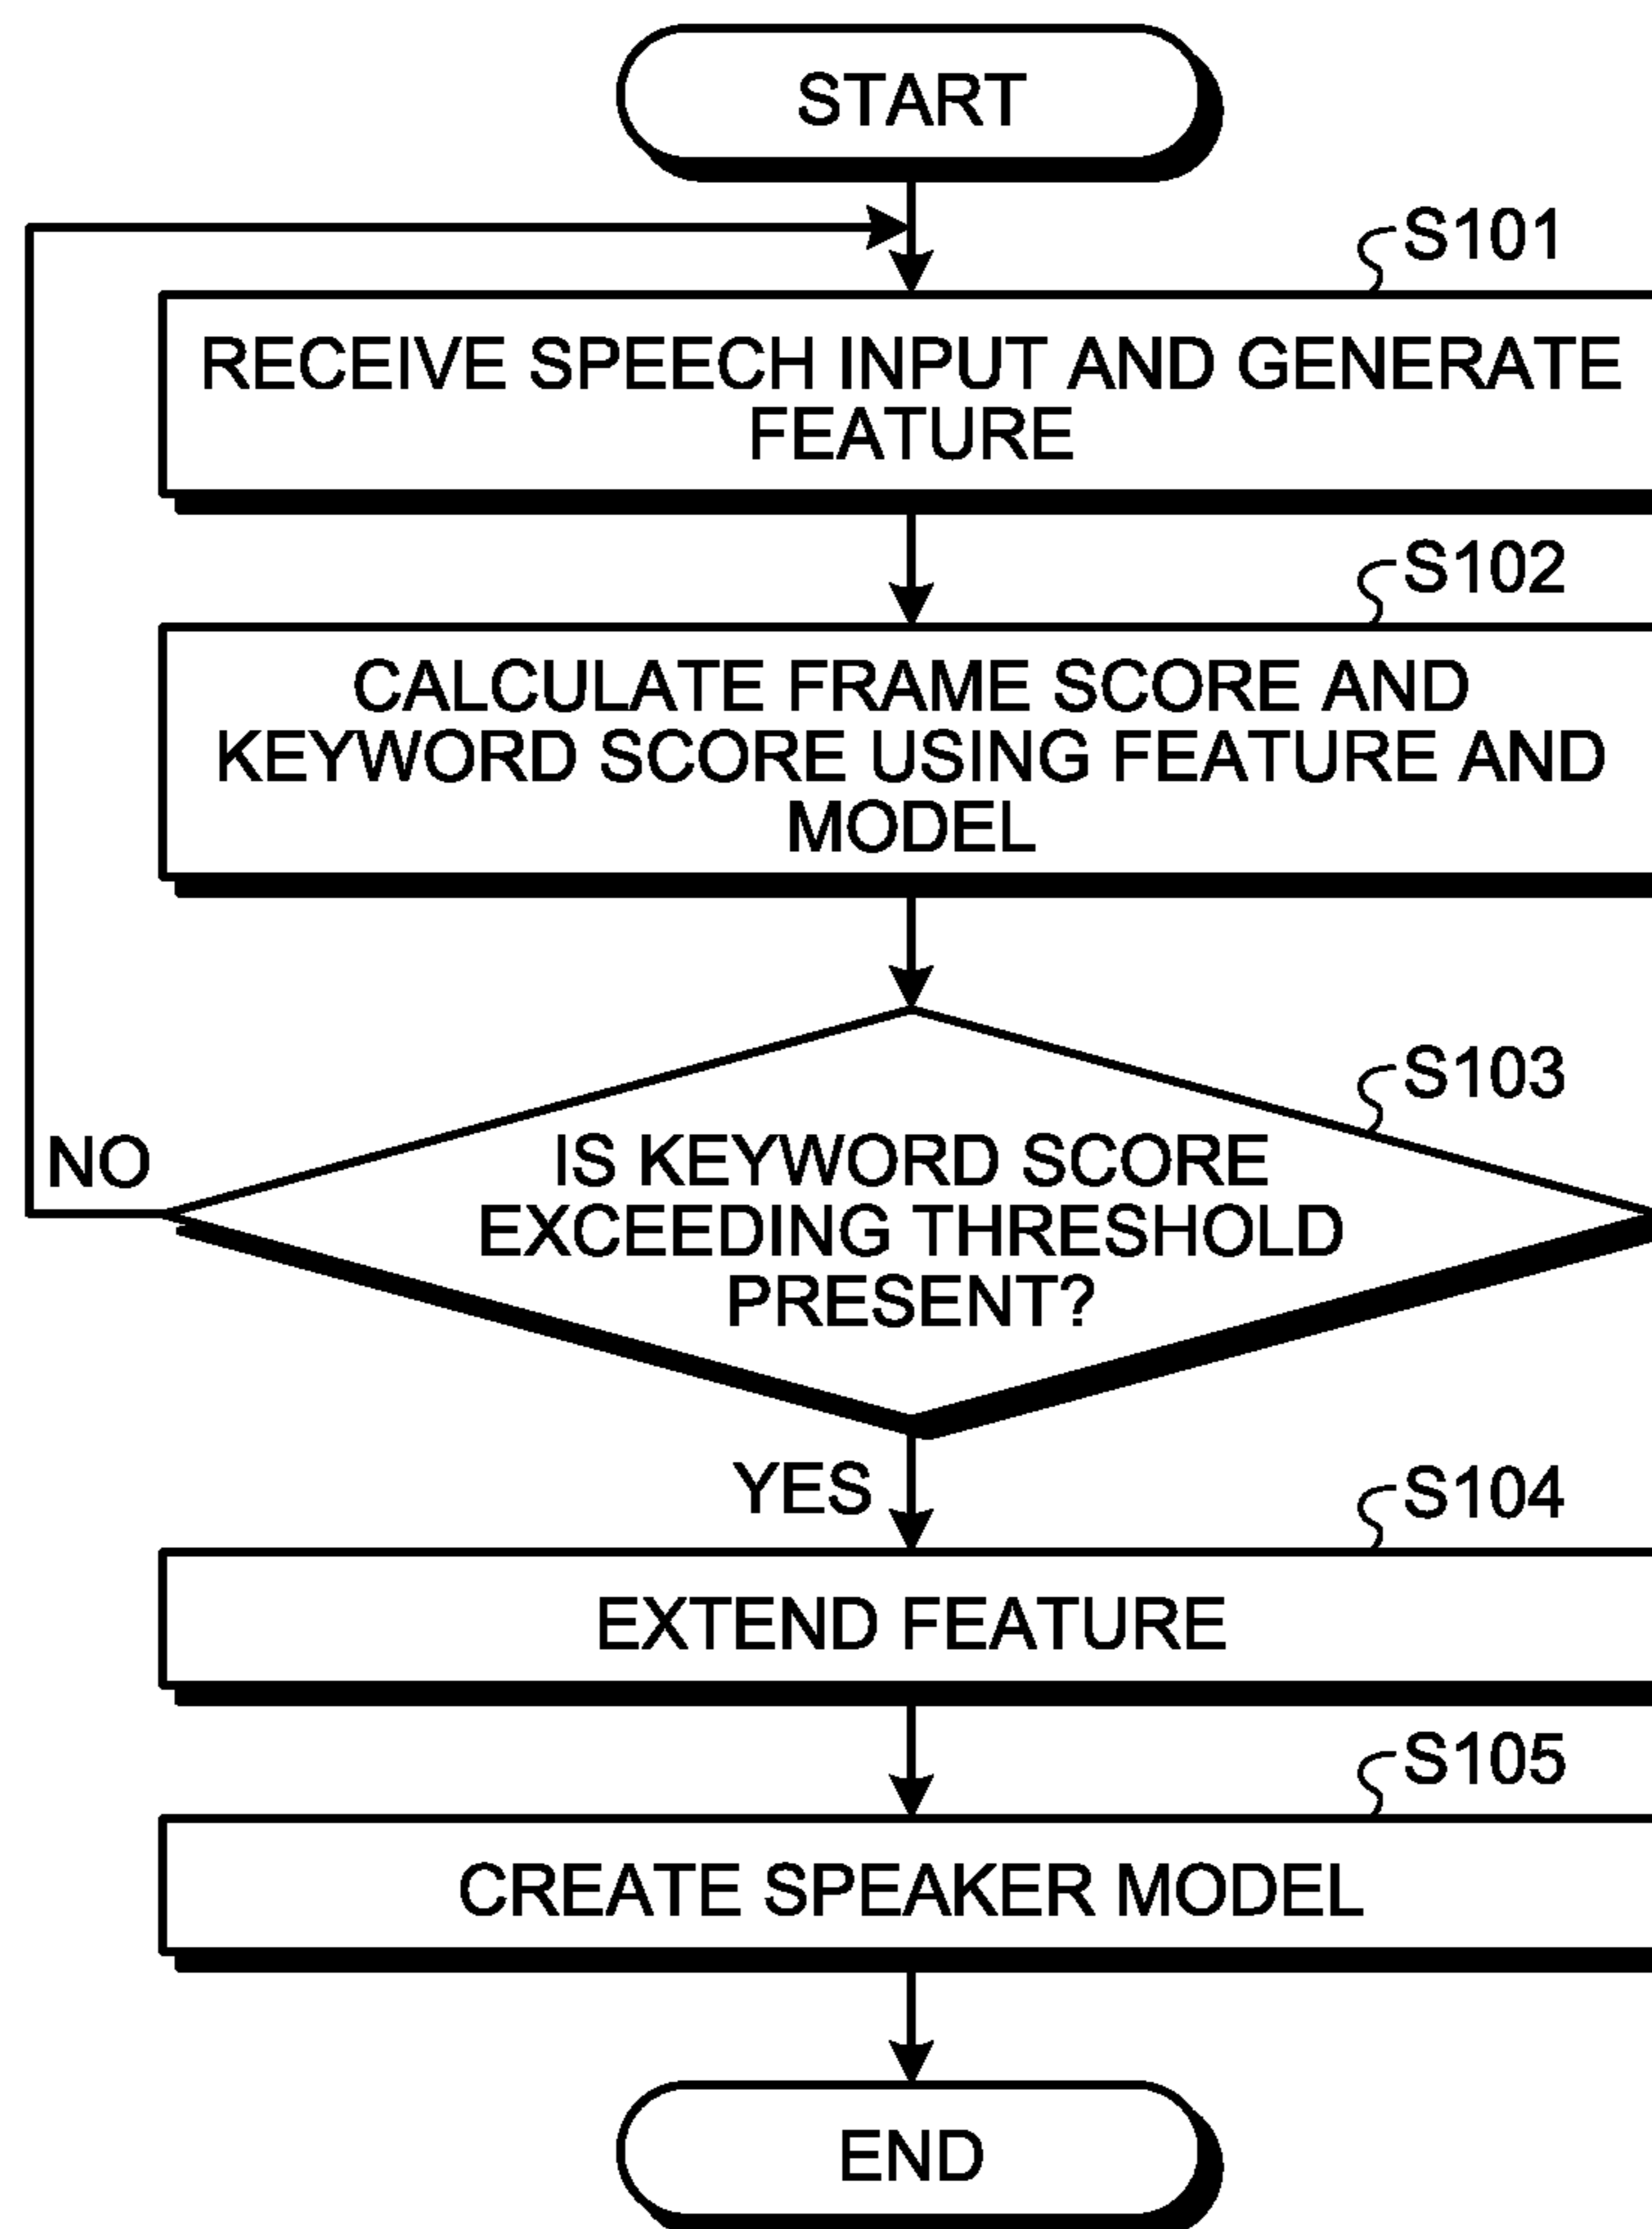 START
S101
RECEIVE SPEECH INPUT AND GENERATE
FEATURE
S102
CALCULATE FRAME SCORE AND
KEYWORD SCORE USING FEATURE AND
MODEL
S103
NO
IS KEYWORD SCORE
EXCEEDING THRESHOLD
PRESENT?
YES
S104
EXTEND FEATURE
S105
CREATE SPEAKER MODEL
END